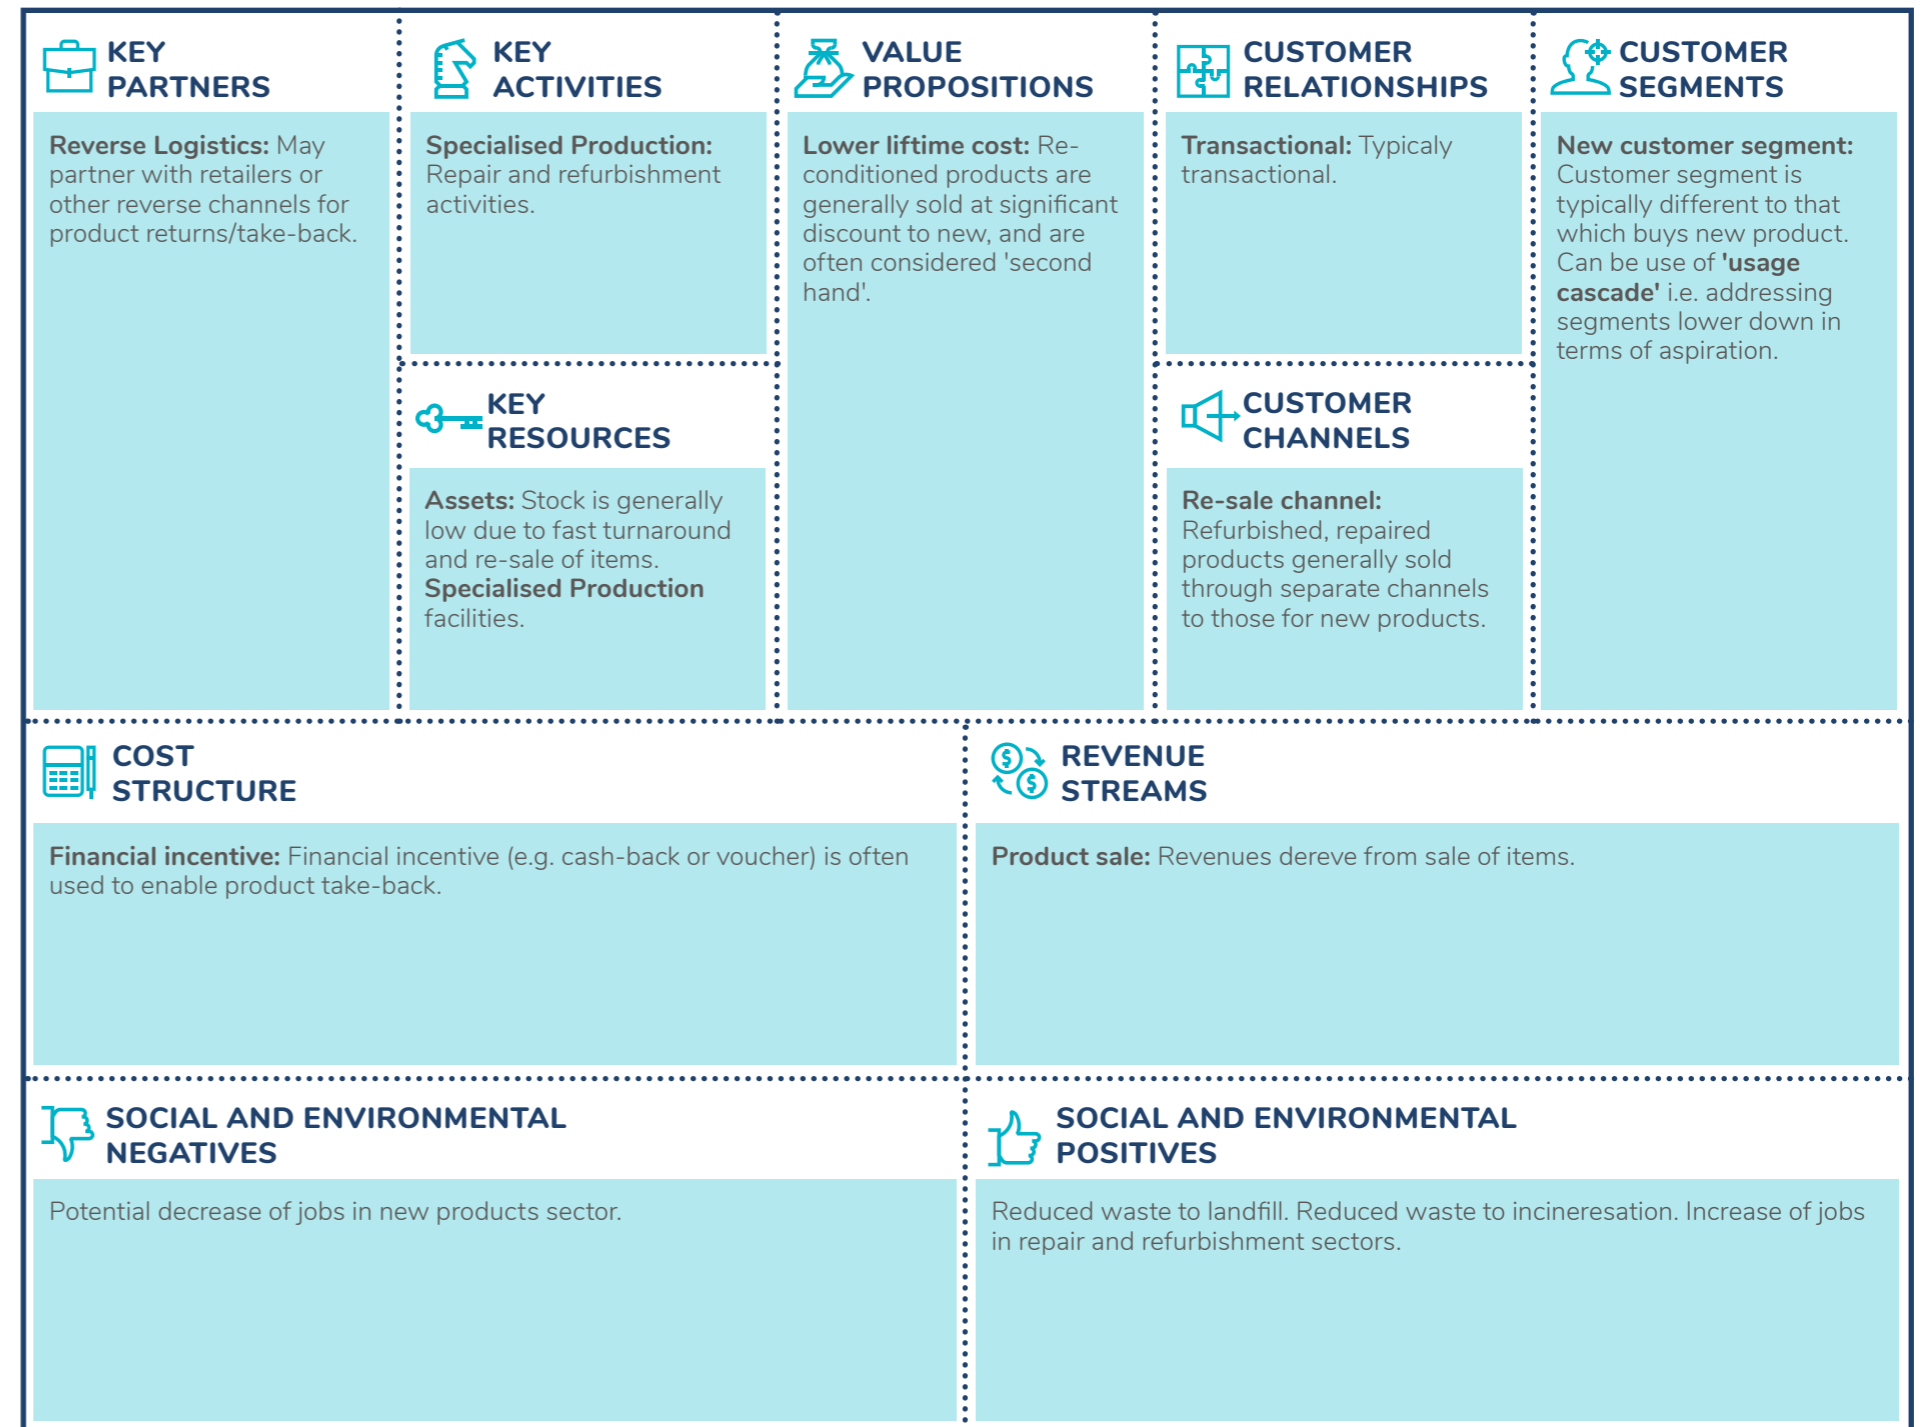 KEY
PARTNERS
Reverse Logistics: May
partner with retailers or
other reverse channels for
product returns/take-back.
KEY
ACTIVITIES
Specialised Production:
Repair and refurbishment
activities.
KEY
RESOURCES
Assets: Stock is generally
low due to fast turnaround
and re-sale of items.
Specialised Production
facilities.
VALUE
PROPOSITIONS
Lower liftime cost: Re-
conditioned products are
generally sold at significant
discount to new, and are
often considered 'second
hand'.
CUSTOMER
RELATIONSHIPS
Transactional: Typicaly
transactional.
CUSTOMER
CHANNELS
Re-sale channel:
Refurbished, repaired
products generally sold
through separate channels
to those for new products.
CUSTOMER
SEGMENTS
New customer segment:
Customer segment is
typically different to that
which buys new product.
Can be use of 'usage
cascade' i.e. addressing
segments lower down in
terms of aspiration.
COST
STRUCTURE
Financial incentive: Financial incentive (e.g. cash-back or voucher) is often
used to enable product take-back.
REVENUE
STREAMS
Product sale: Revenues dereve from sale of items.
SOCIAL AND ENVIRONMENTAL
NEGATIVES
Potential decrease of jobs in new products sector.
SOCIAL AND ENVIRONMENTAL
POSITIVES
Reduced waste to landfill. Reduced waste to incineresation. Increase of jobs
in repair and refurbishment sectors.